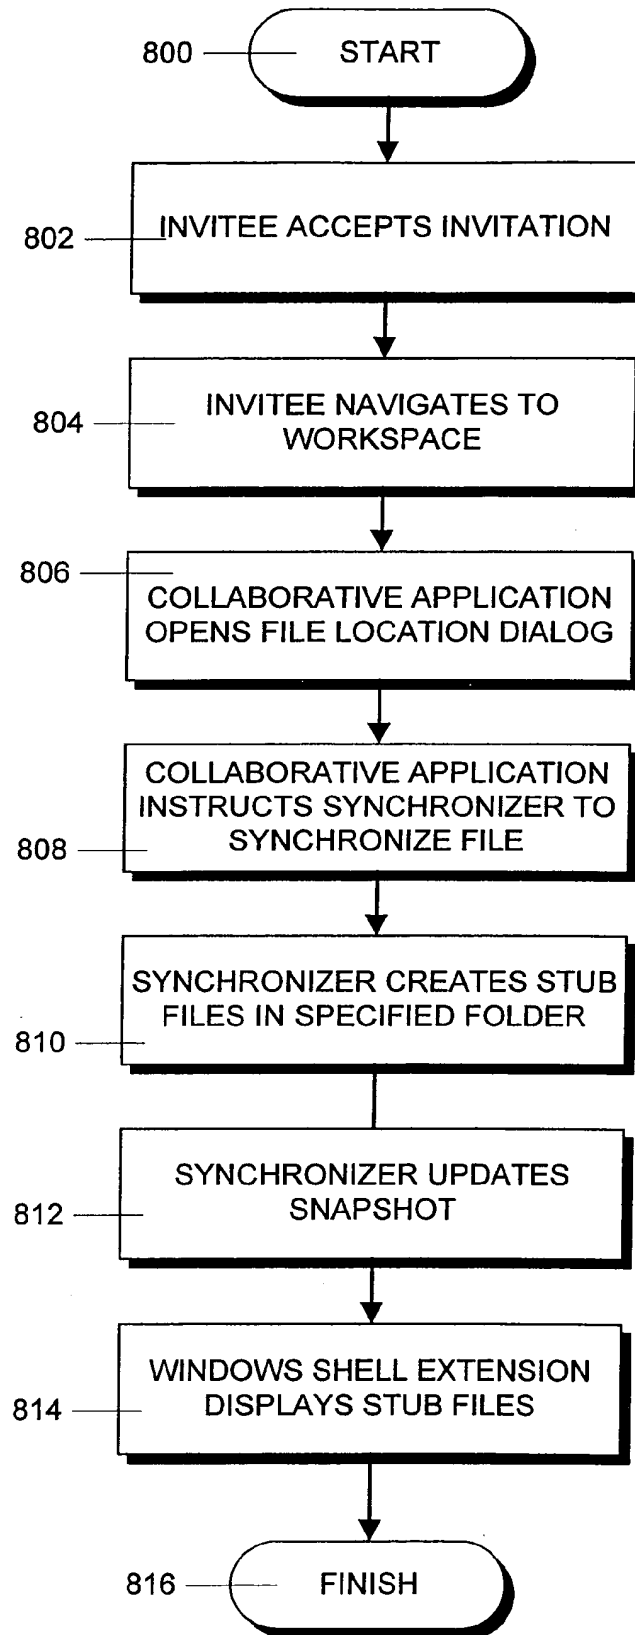 800 START
802 INVITEE ACCEPTS INVITATION
804 INVITEE NAVIGATES TO
WORKSPACE
806
COLLABORATIVE APPLICATION
OPENS FILE LOCATION DIALOG
COLLABORATIVE APPLICATION
INSTRUCTS SYNCHRONIZER TO
SYNCHRONIZE FILE
808
SYNCHRONIZER CREATES STUB
FILES IN SPECIFIED FOLDER
810
SYNCHRONIZER UPDATES
SNAPSHOT
812
WINDOWS SHELL EXTENSION
DISPLAYS STUB FILES
814
816 FINISH